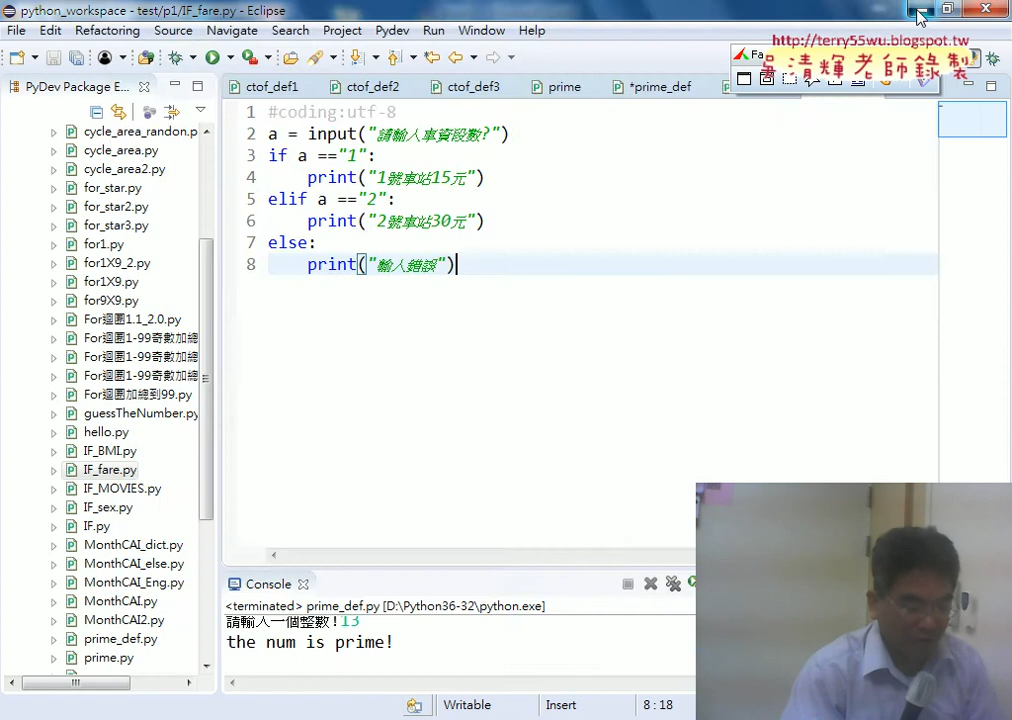 python_workspace - test/p1/IF_fare.py - Eclipse
File Edit Refactoring Source Navigate Search Project Pydev Run Window Help
http://terry55wu.blogspot.tw
吳清輝老師錄製
PyDev Package E...
ctof_def1 ctof_def2 ctof_def3 prime *prime_def
cycle_area_randon.p
cycle_area.py
cycle_area2.py
for_star.py
for_star2.py
for_star3.py
for1.py
for1X9_2.py
for1X9.py
for9X9.py
For迴圈1.1_2.0.py
For迴圈1-99奇數加總
For迴圈1-99奇數加總
For迴圈1-99奇數加總
For迴圈加總到99.py
guessTheNumber.py
hello.py
IF_BMI.py
IF_fare.py
IF_MOVIES.py
IF_sex.py
IF.py
MonthCAI_dict.py
MonthCAI_else.py
MonthCAI_Eng.py
MonthCAI.py
MonthCAI2.py
prime_def.py
prime.py
1 #coding:utf-8
2 a = input("請輸入車資段數?")
3 if a =="1":
4 print("1號車站15元")
5 elif a =="2":
6 print("2號車站30元")
7 else:
8 print("輸入錯誤")
Console
<terminated> prime_def.py [D:\Python36-32\python.exe]
請輸入一個整數!13
the num is prime!
Writable Insert 8:18